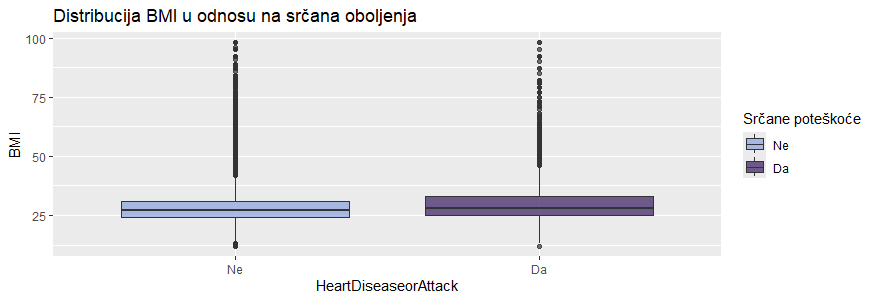 Distribucija BMI u odnosu na srčana oboljenja
100
75
50
25
BMI
Ne
Da
HeartDiseaseorAttack
Srčane poteškoće
Ne
Da